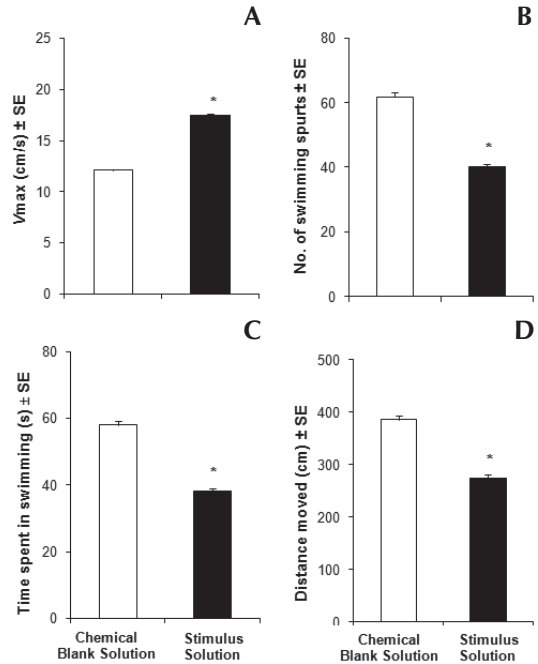 A
25
20
15
10
5
0
Vmax (cm/s) ± SE
*
B
80
60
40
20
0
No. of swimming spurts ± SE
*
C
80
60
40
20
0
Time spent in swimming (s) ± SE
*
Chemical
Blank Solution
Stimulus
Solution
D
500
400
300
200
100
0
Distance moved (cm) ± SE
*
Chemical
Blank Solution
Stimulus
Solution